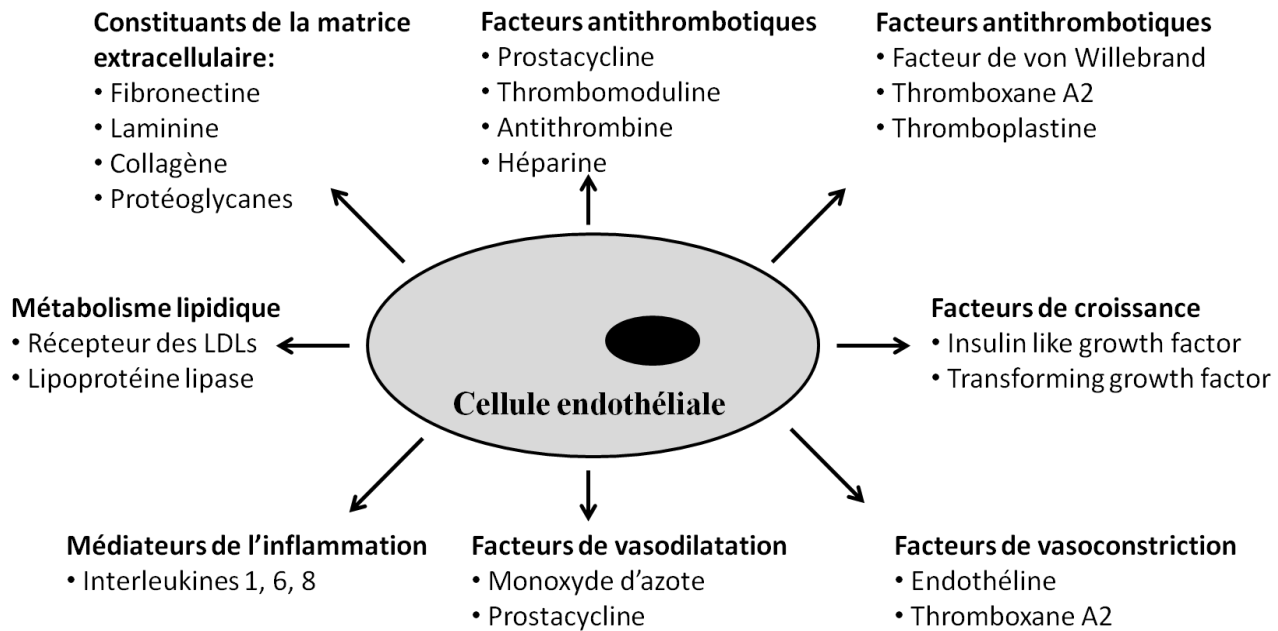 Constituants de la matrice
extracellulaire:
• Fibronectine
• Laminine
• Collagène
• Protéoglycanes
Facteurs antithrombotiques
• Prostacycline
• Thrombomoduline
• Antithrombine
• Héparine
Facteurs antithrombotiques
• Facteur de von Willebrand
• Thromboxane A2
• Thromboplastine
Métabolisme lipidique
• Récepteur des LDLs
• Lipoprotéine lipase
Cellule endothéliale
Facteurs de croissance
• Insulin like growth factor
• Transforming growth factor
Médiateurs de l’inflammation
• Interleukines 1, 6, 8
Facteurs de vasodilatation
• Monoxyde d’azote
• Prostacycline
Facteurs de vasoconstriction
• Endothéline
• Thromboxane A2